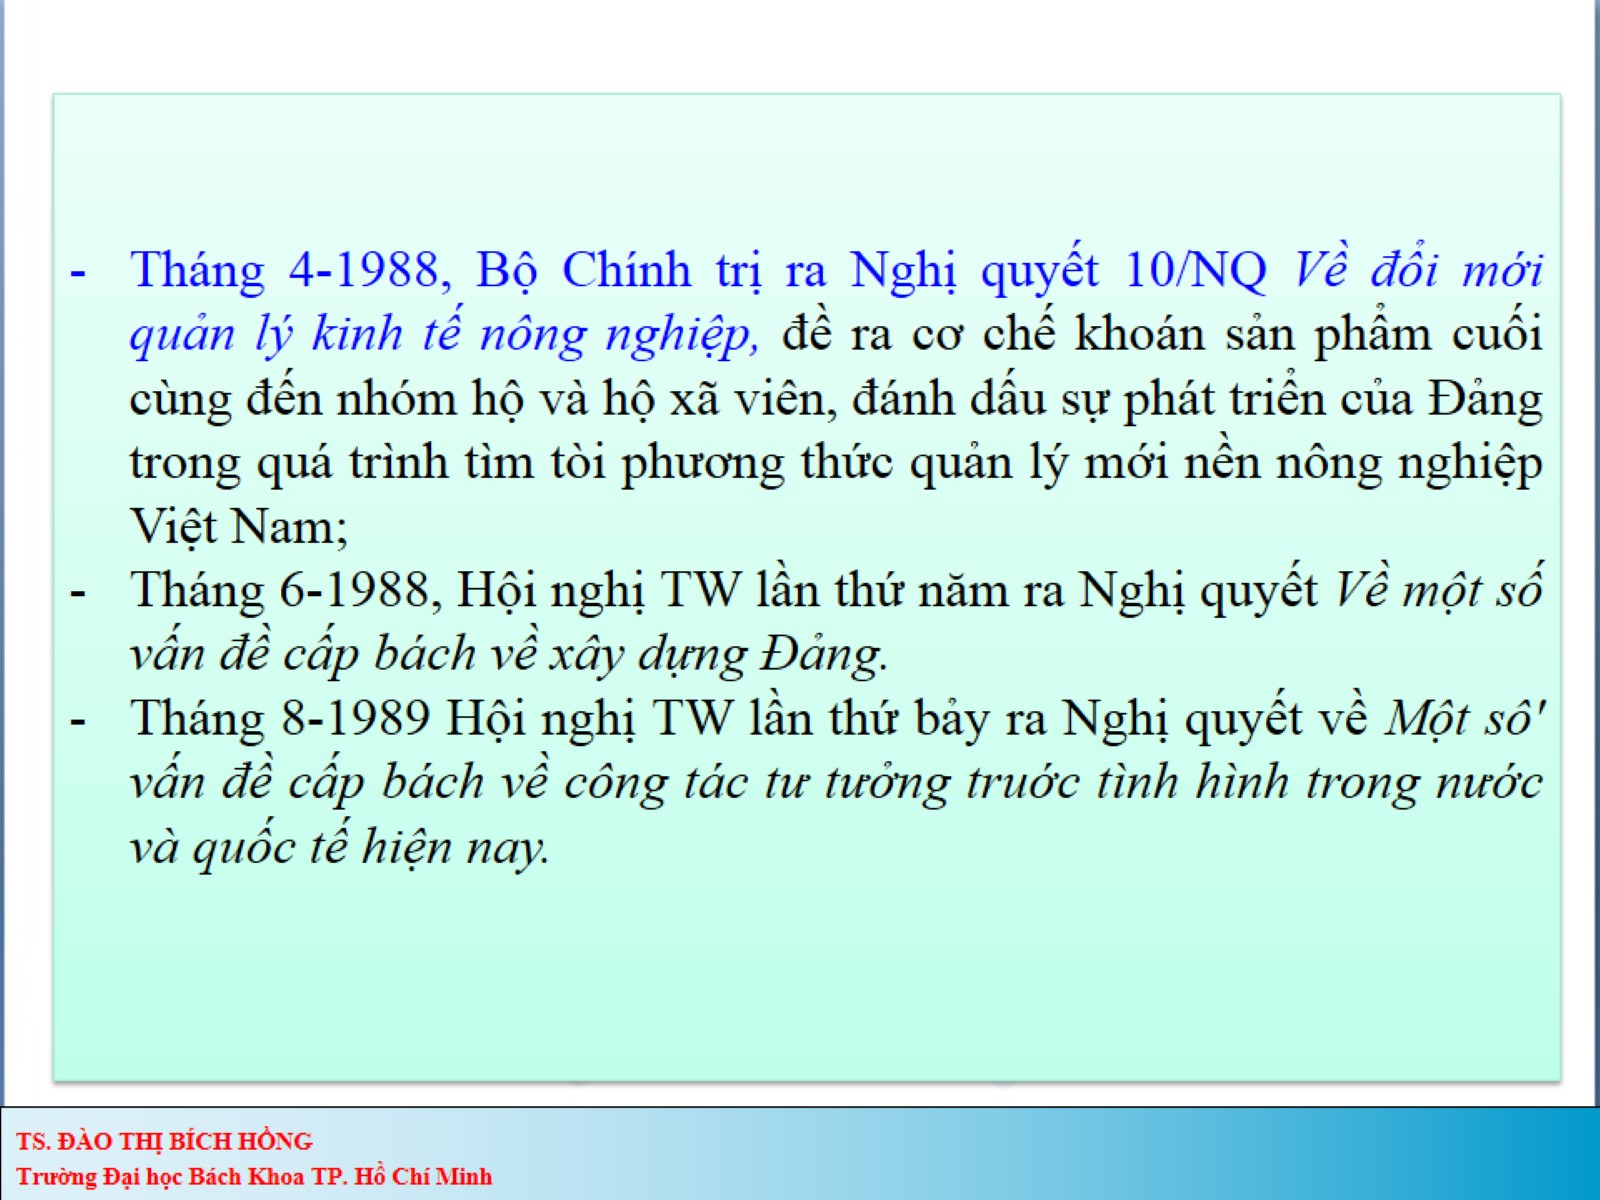 - Tháng 4-1988, Bộ Chính trị ra Nghị quyết 10/NQ Về đổi mới
quản lý kinh tế nông nghiệp, đề ra cơ chế khoán sản phẩm cuối
cùng đến nhóm hộ và hộ xã viên, đánh dấu sự phát triển của Đảng
trong quá trình tìm tòi phương thức quản lý mới nền nông nghiệp
Việt Nam;
- Tháng 6-1988, Hội nghị TW lần thứ năm ra Nghị quyết Về một số
vấn đề cấp bách về xây dựng Đảng.
- Tháng 8-1989 Hội nghị TW lần thứ bảy ra Nghị quyết về Một sô'
vấn đề cấp bách về công tác tư tưởng truớc tình hình trong nước
và quốc tế hiện nay.
TS. ĐÀO THỊ BÍCH HỒNG
Trường Đại học Bách Khoa TP. Hồ Chí Minh